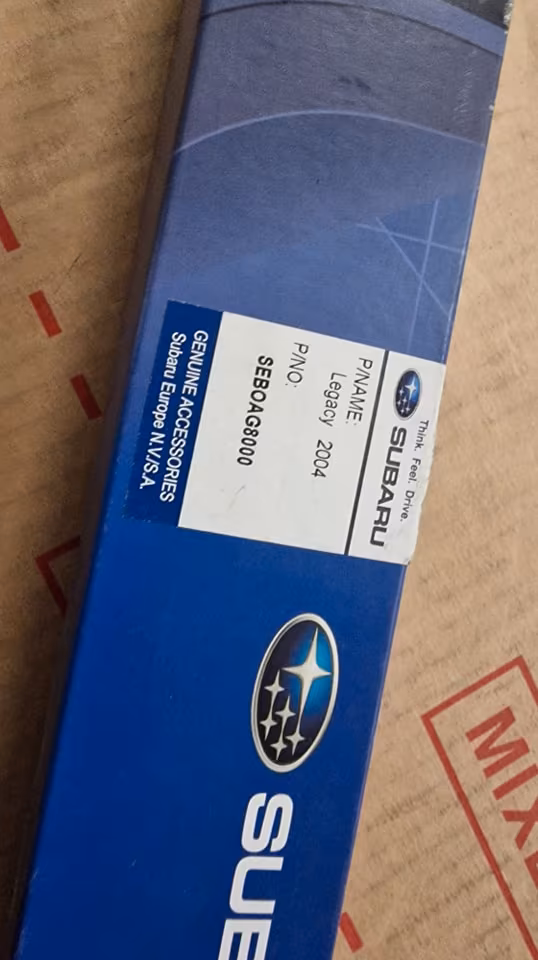 Think. Feel. Drive.
SUBARU
P/NAME:
Legacy 2004
P/NO:
SEBOAG8000
GENUINE ACCESSORIES
Subaru Europe N.V./S.A.
SUB
MIX